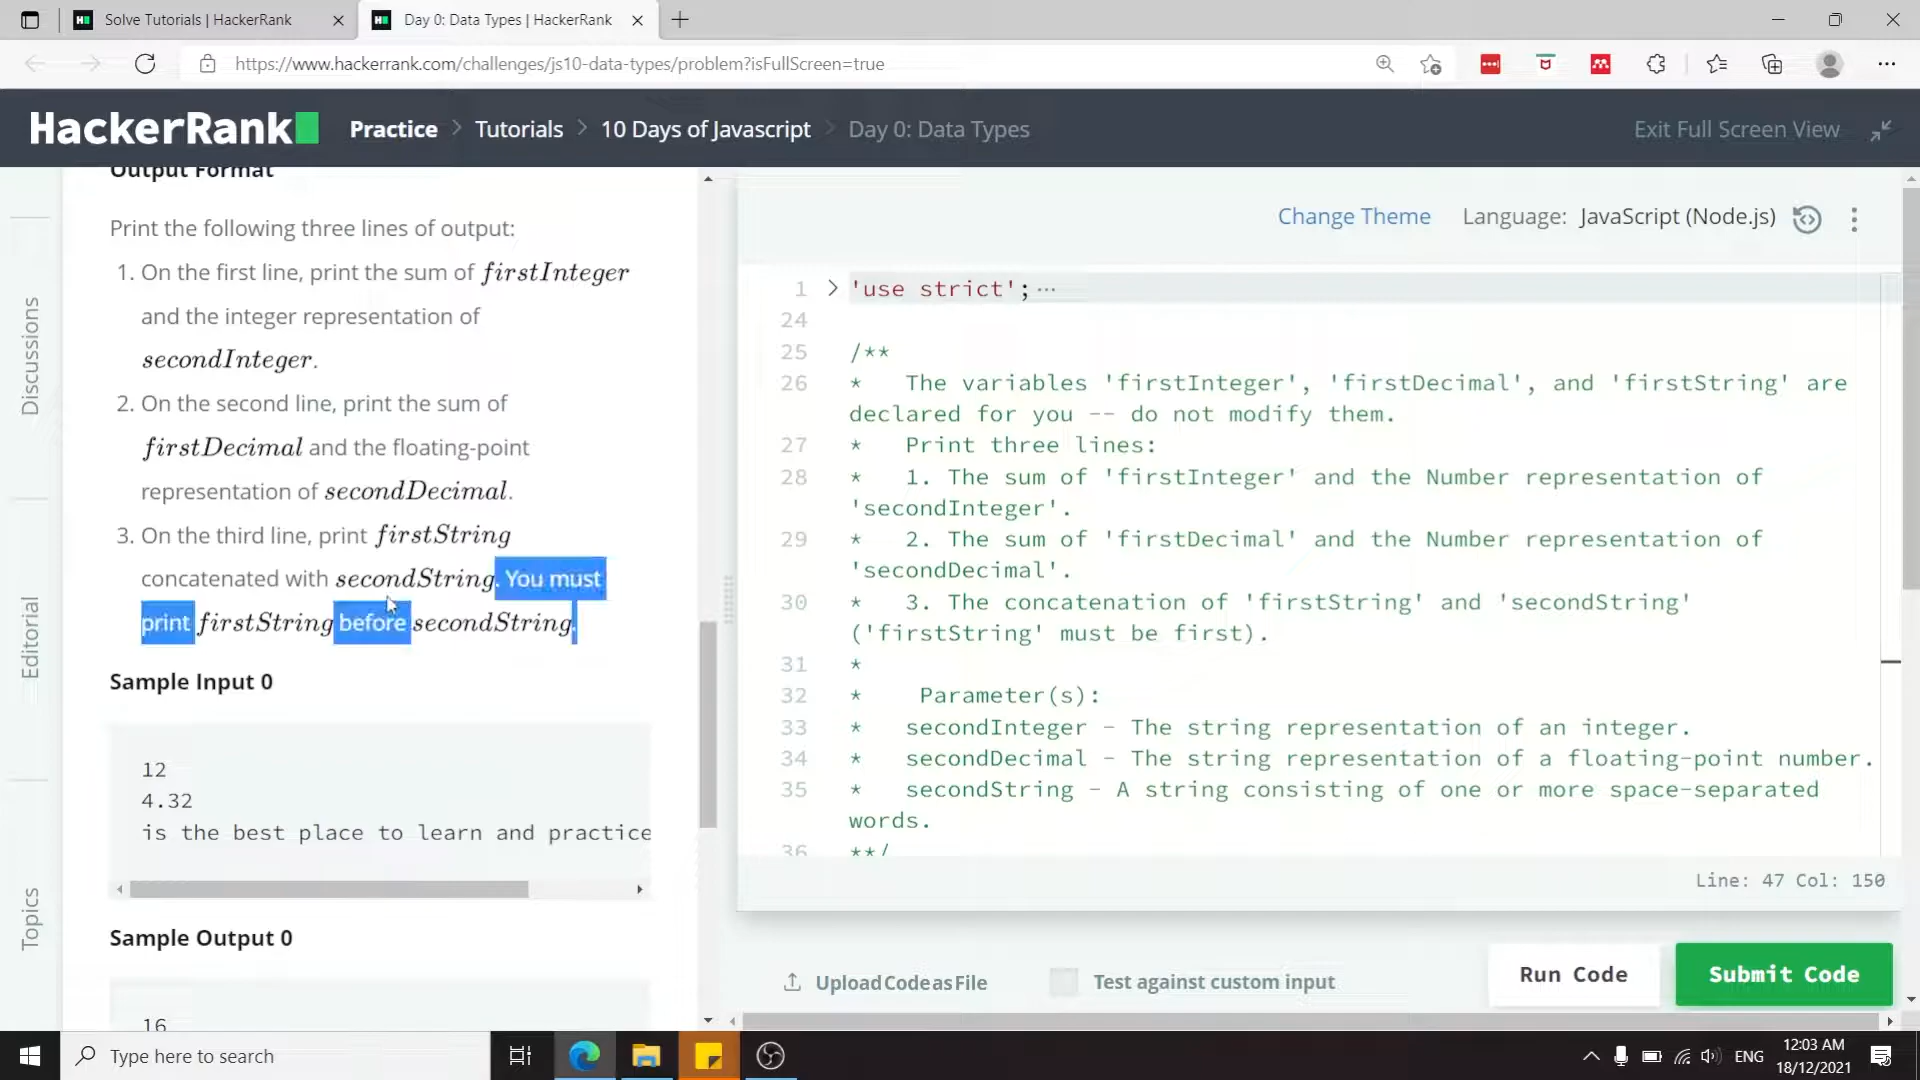 Solve Tutorials | HackerRank
Day 0: Data Types | HackerRank
https://www.hackerrank.com/challenges/js10-data-types/problem?isFullScreen=true
HackerRank
Practice > Tutorials > 10 Days of Javascript > Day 0: Data Types
Exit Full Screen View
Discussions
Editorial
Topics
Output Format
Print the following three lines of output:
1. On the first line, print the sum of firstInteger
and the integer representation of
secondInteger.
2. On the second line, print the sum of
firstDecimal and the floating-point
representation of secondDecimal.
3. On the third line, print firstString
concatenated with secondString. You must
print firstString before secondString.
Sample Input 0
12
4.32
is the best place to learn and practice
Sample Output 0
16
Change Theme
Language: JavaScript (Node.js)
1 > 'use strict';...
24
25 /**
26 *   The variables 'firstInteger', 'firstDecimal', and 'firstString' are
declared for you -- do not modify them.
27 *   Print three lines:
28 *   1. The sum of 'firstInteger' and the Number representation of
'secondInteger'.
29 *   2. The sum of 'firstDecimal' and the Number representation of
'secondDecimal'.
30 *   3. The concatenation of 'firstString' and 'secondString'
('firstString' must be first).
31 *
32 *    Parameter(s):
33 *   secondInteger - The string representation of an integer.
34 *   secondDecimal - The string representation of a floating-point number.
35 *   secondString - A string consisting of one or more space-separated
words.
36 **/
Line: 47 Col: 150
Upload Code as File
Test against custom input
Run Code
Submit Code
Type here to search
ENG
12:03 AM
18/12/2021